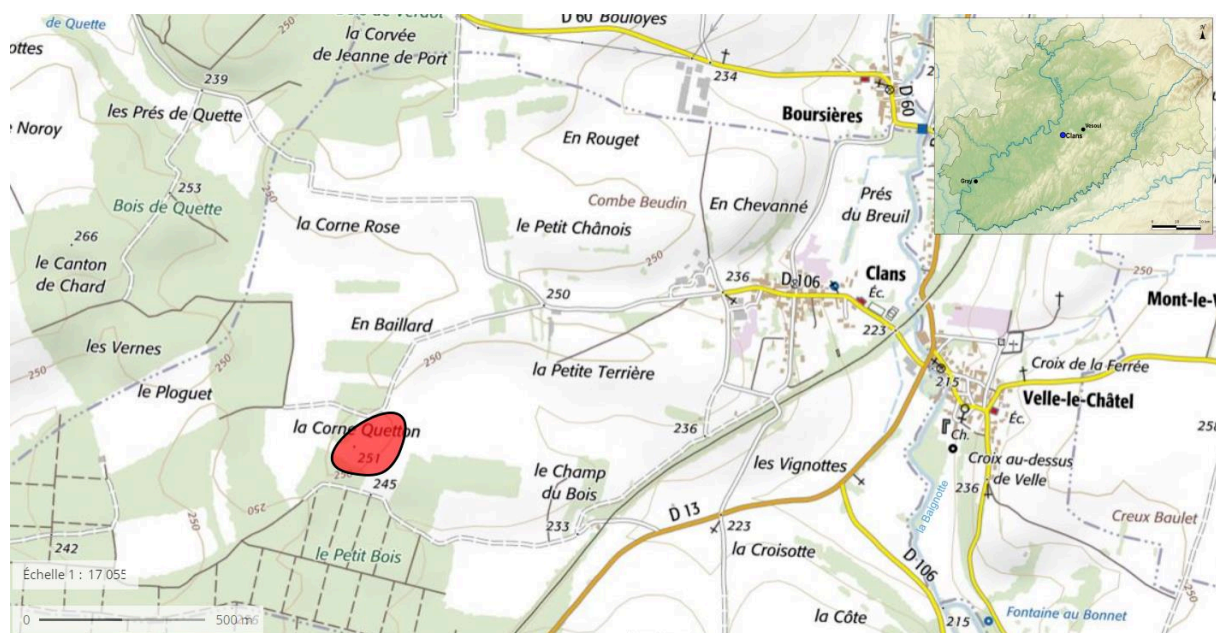 de Quette
D 60
Bouloyes
la Corvée
de Jeanne de Port
239
234
Boursières
D 60
les Prés de Quette
Noroy
En Rouget
253
Bois de Quette
Combe Beudin
En Chevanné
Prés
du Breuil
la Corne Rose
le Petit Chânois
250
266
le Canton
de Chard
250
236
D 106
Clans
Éc.
250
223
Mont-le-V
En Baillard
les Vernes
250
250
le Ploguet
la Petite Terrière
215
Croix de la Ferrée
Velle-le-Châtel
Éc.
Ch.
la Corne Quetton
251
250
245
236
les Vignottes
Croix au-dessus
de Velle
236
le Champ
du Bois
250
250
233
D 13
223
la Baignotte
Creux Baulet
242
le Petit Bois
la Croisotte
D 106
Échelle 1 : 17 055
0
500 m
la Côte
215
Fontaine au Bonnet
Vesoul
Clans
Gray